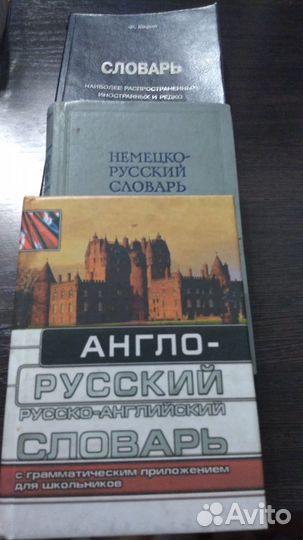 СЛОВАРЬ
НАИБОЛЕЕ РАСПРОСТРАНЕННЫХ
ИНОСТРАННЫХ И РЕДКО
НЕМЕЦКО-
РУССКИЙ
СЛОВАРЬ
АНГЛО-
РУССКИЙ
РУССКО-АНГЛИЙСКИЙ
СЛОВАРЬ
с грамматическим приложением
для школьников
Avito